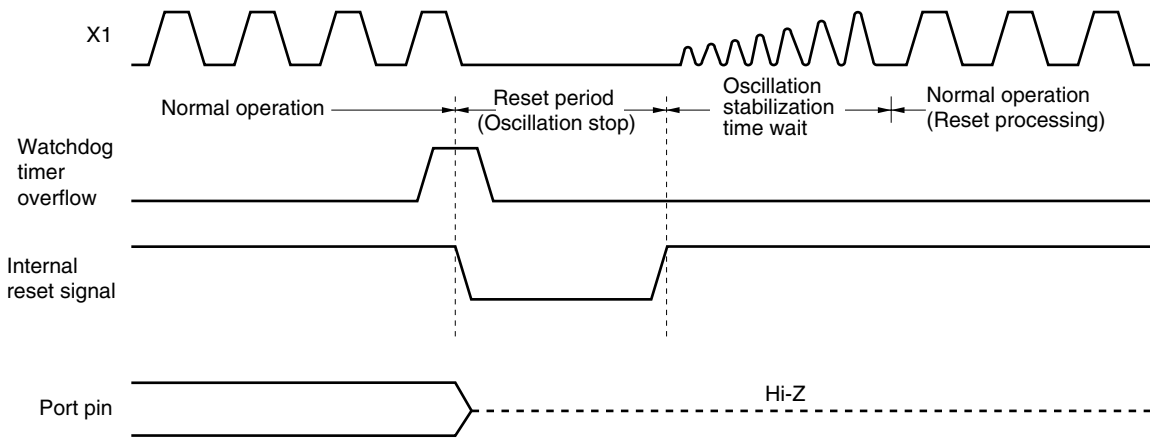 X1
Normal operation
Reset period
(Oscillation stop)
Oscillation
stabilization
time wait
Normal operation
(Reset processing)
Watchdog
timer
overflow
Internal
reset signal
Port pin
Hi-Z